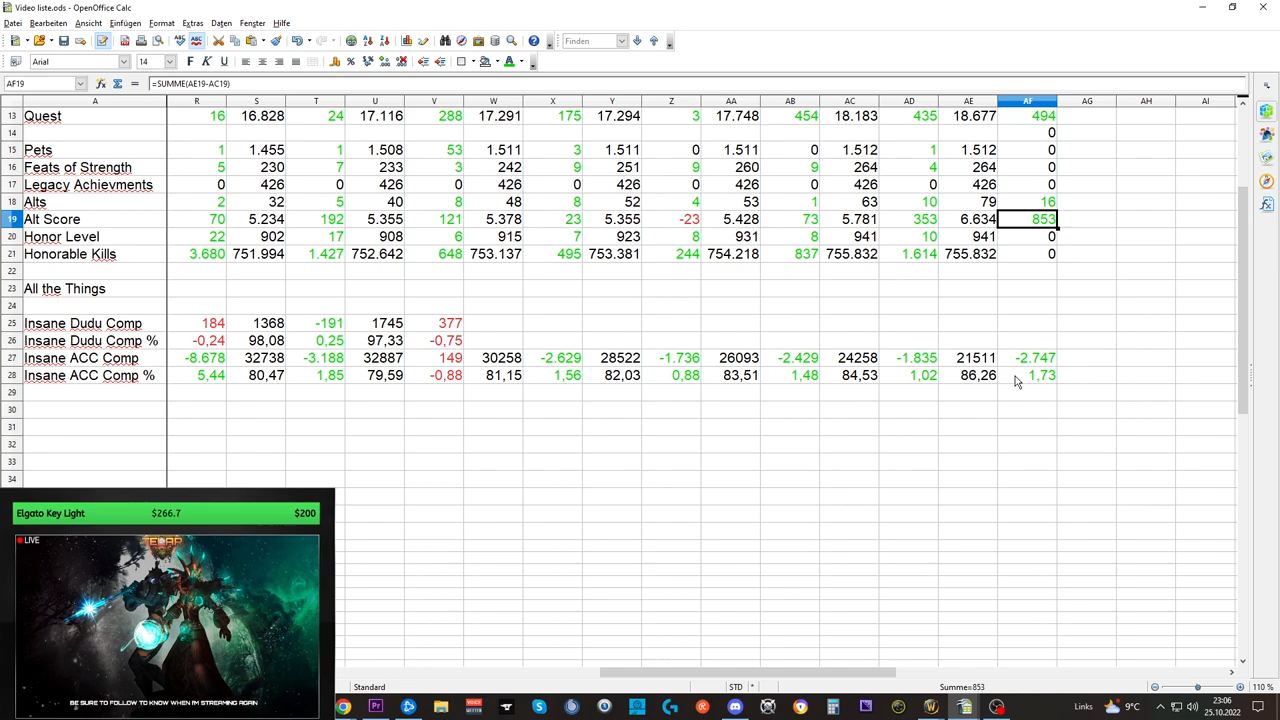 Video liste.ods - OpenOffice Calc
Datei Bearbeiten Ansicht Einfügen Format Extras Daten Fenster Hilfe
Finden
Arial 14
AF19 =SUMME(AE19-AC19)
A R S T U V W X Y Z AA AB AC AD AE AF AG AH AI
13 Quest 16 16.828 24 17.116 288 17.291 175 17.294 3 17.748 454 18.183 435 18.677 494
14 0
15 Pets 1 1.455 1 1.508 53 1.511 3 1.511 0 1.511 0 1.512 1 1.512 0
16 Feats of Strength 5 230 7 233 3 242 9 251 9 260 9 264 4 264 0
17 Legacy Achievments 0 426 0 426 0 426 0 426 0 426 0 426 0 426 0
18 Alts 2 32 5 40 8 48 8 52 4 53 1 63 10 79 16
19 Alt Score 70 5.234 192 5.355 121 5.378 23 5.355 -23 5.428 73 5.781 353 6.634 853
20 Honor Level 22 902 17 908 6 915 7 923 8 931 8 941 10 941 0
21 Honorable Kills 3.680 751.994 1.427 752.642 648 753.137 495 753.381 244 754.218 837 755.832 1.614 755.832 0
22
23 All the Things
24
25 Insane Dudu Comp 184 1368 -191 1745 377
26 Insane Dudu Comp % -0,24 98,08 0,25 97,33 -0,75
27 Insane ACC Comp -8.678 32738 -3.188 32887 149 30258 -2.629 28522 -1.736 26093 -2.429 24258 -1.835 21511 -2.747
28 Insane ACC Comp % 5,44 80,47 1,85 79,59 -0,88 81,15 1,56 82,03 0,88 83,51 1,48 84,53 1,02 86,26 1,73
29
30
31
32
33
34
Elgato Key Light $266.7 $200
LIVE
BE SURE TO FOLLOW TO KNOW WHEN I'M STREAMING AGAIN
Standard STD * Summe=853 110 %
Links 9°C 23:06
25.10.2022